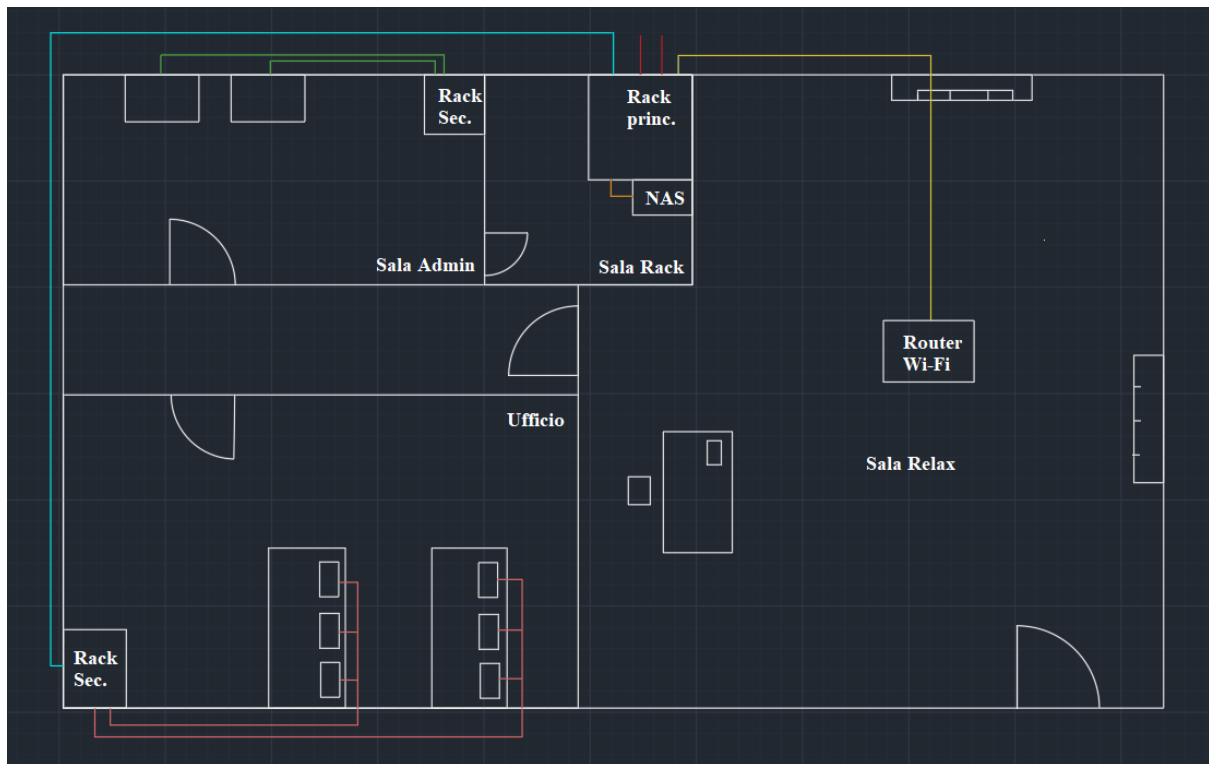 Rack
Sec.
Rack
princ.
NAS
Sala Admin
Sala Rack
Router
Wi-Fi
Ufficio
Sala Relax
Rack
Sec.